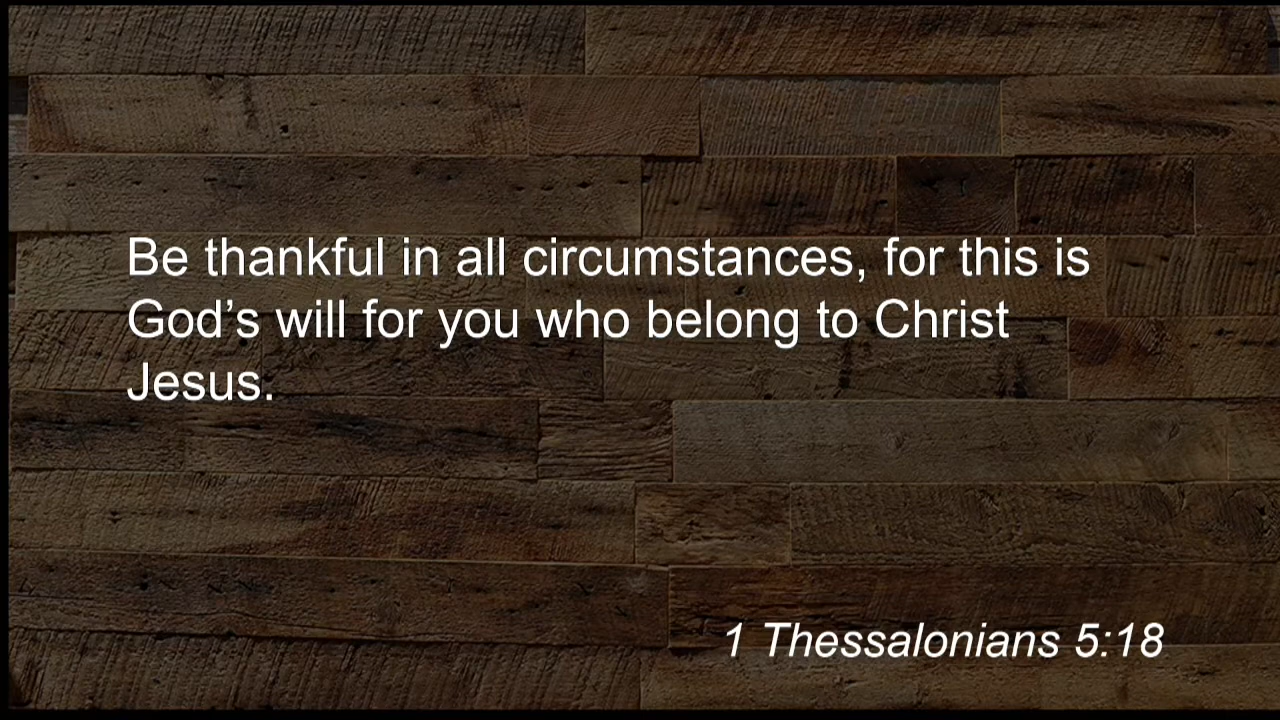 Be thankful in all circumstances, for this is
God’s will for you who belong to Christ
Jesus.
1 Thessalonians 5:18